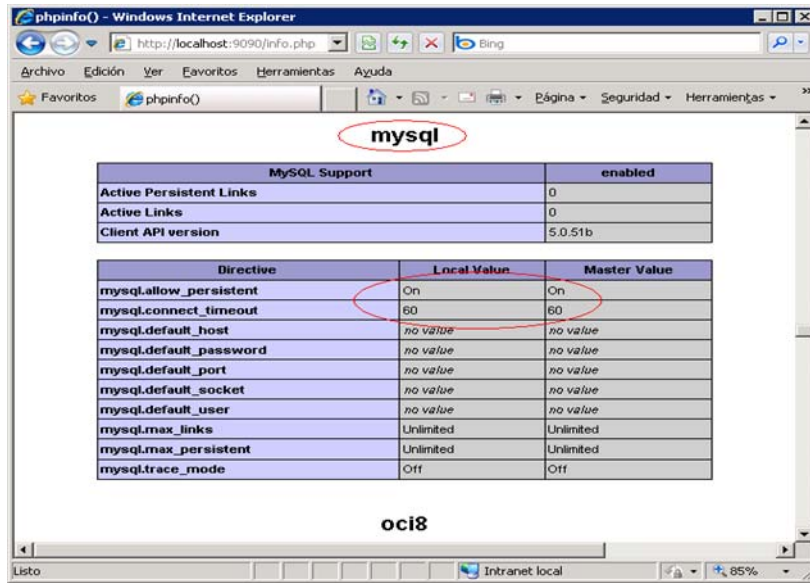 phpinfo() - Windows Internet Explorer
http://localhost:9090/info.php
Bing
Archivo Edición Ver Favoritos Herramientas Ayuda
Favoritos phpinfo() Página Seguridad Herramientas »
mysql
MySQL Support enabled
Active Persistent Links 0
Active Links 0
Client API version 5.0.51b
Directive Local Value Master Value
mysql.allow_persistent On On
mysql.connect_timeout 60 60
mysql.default_host no value no value
mysql.default_password no value no value
mysql.default_port no value no value
mysql.default_socket no value no value
mysql.default_user no value no value
mysql.max_links Unlimited Unlimited
mysql.max_persistent Unlimited Unlimited
mysql.trace_mode Off Off
oci8
Listo Intranet local 85%